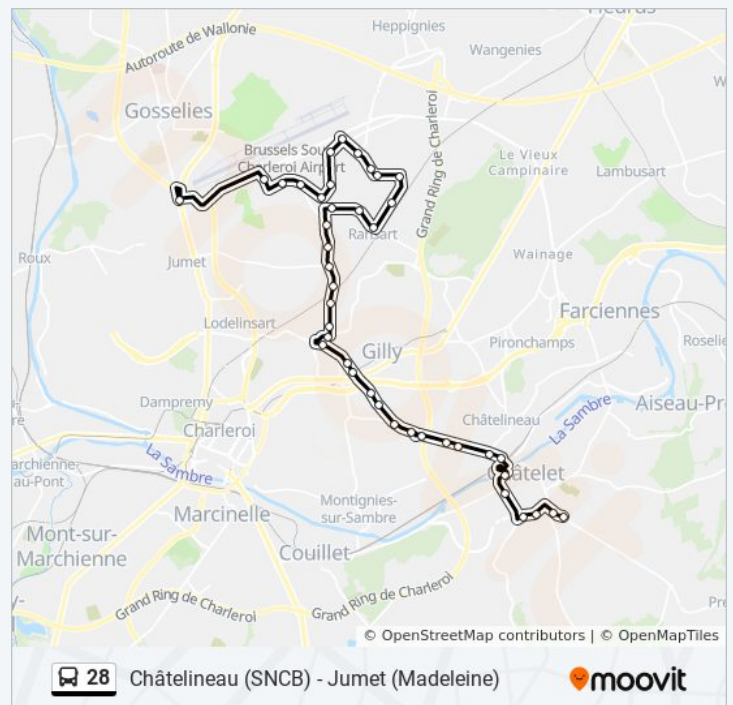 Heppignies
Autoroute de Wallonie
Wangenies
Gosselies
Brussels Sou
Charleroi Airport
Le Vieux
Campinaire
Lambusart
Grand Ring de Charleroi
Ransart
Roux
Jumet
Wainage
Farciennes
Lodelinsart
Gilly
Pironchamps
Roselie
Dampremy
Châtelineau
La Sambre
Aiseau-Pr
Charleroi
La Sambre
archienne-
au-Pont
âtelet
Montignies-
sur-Sambre
Marcinelle
Mont-sur-
Marchienne
Couillet
Grand Ring de Charleroi
Grand Ring de Charleroi
Pre
© OpenStreetMap contributors | © OpenMapTiles
28 Châtelineau (SNCB) - Jumet (Madeleine)
moovit